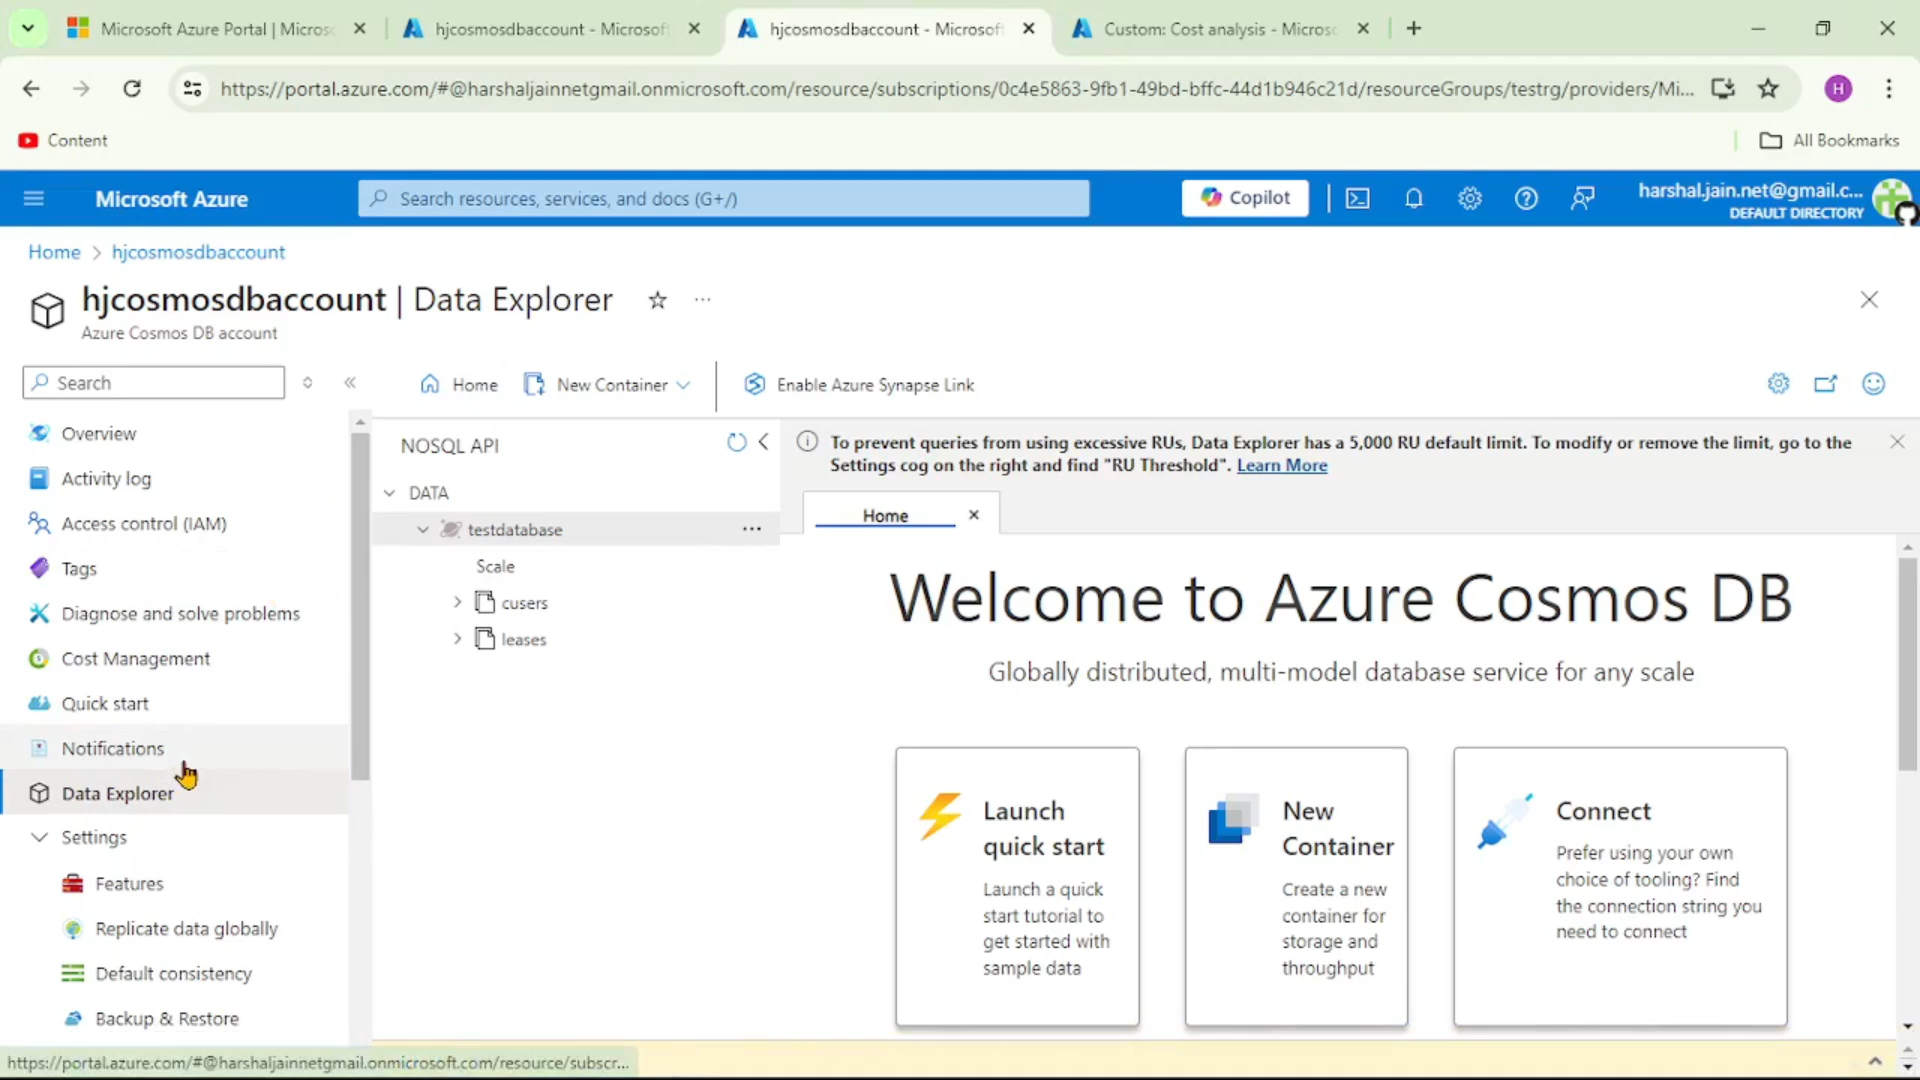 Microsoft Azure Portal | Micros
hjcosmosdbaccount - Microsof
hjcosmosdbaccount - Microsof
Custom: Cost analysis - Micros
https://portal.azure.com/#@harshaljainnetgmail.onmicrosoft.com/resource/subscriptions/0c4e5863-9fb1-49bd-bffc-44d1b946c21d/resourceGroups/testrg/providers/Mi...
H
Content
All Bookmarks
Microsoft Azure
Search resources, services, and docs (G+/)
Copilot
harshal.jain.net@gmail.c...
DEFAULT DIRECTORY
Home > hjcosmosdbaccount
hjcosmosdbaccount | Data Explorer
Azure Cosmos DB account
Search
Home
New Container
Enable Azure Synapse Link
Overview
Activity log
Access control (IAM)
Tags
Diagnose and solve problems
Cost Management
Quick start
Notifications
Data Explorer
Settings
Features
Replicate data globally
Default consistency
Backup & Restore
NOSQL API
DATA
testdatabase
Scale
cusers
leases
To prevent queries from using excessive RUs, Data Explorer has a 5,000 RU default limit. To modify or remove the limit, go to the
Settings cog on the right and find "RU Threshold". Learn More
Home
Welcome to Azure Cosmos DB
Globally distributed, multi-model database service for any scale
Launch
quick start
Launch a quick
start tutorial to
get started with
sample data
New
Container
Create a new
container for
storage and
throughput
Connect
Prefer using your own
choice of tooling? Find
the connection string you
need to connect
https://portal.azure.com/#@harshaljainnetgmail.onmicrosoft.com/resource/subscr...